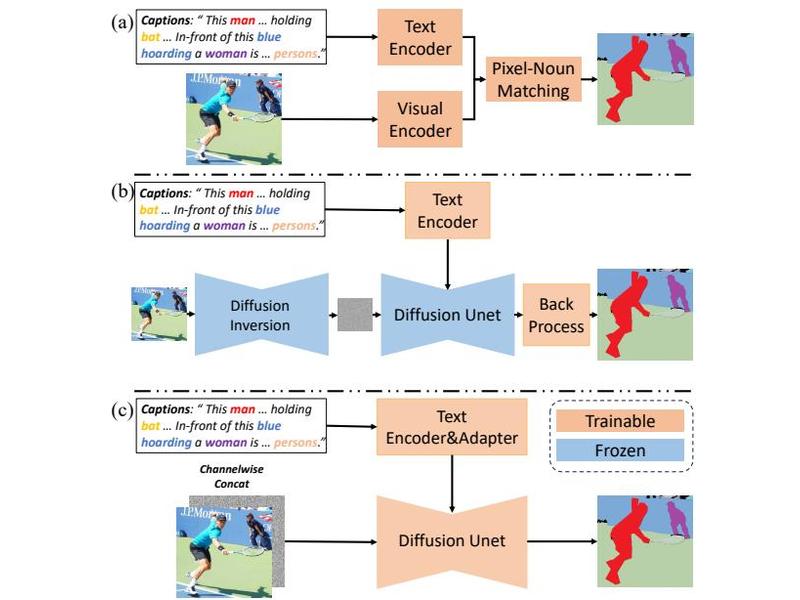 (a)
Captions: “ This man ... holding
bat ... In-front of this blue
hoarding a woman is ... persons.”
Text
Encoder
J.P.Morgan
Visual
Encoder
Pixel-Noun
Matching
(b)
Captions: “ This man ... holding
bat ... In-front of this blue
hoarding a woman is ... persons.”
Text
Encoder
Diffusion
Inversion
Diffusion Unet
Back
Process
(c)
Captions: “ This man ... holding
bat ... In-front of this blue
hoarding a woman is ... persons.”
Text
Encoder&Adapter
Trainable
Frozen
Channelwise
Concat
J.P.Morgan
Diffusion Unet